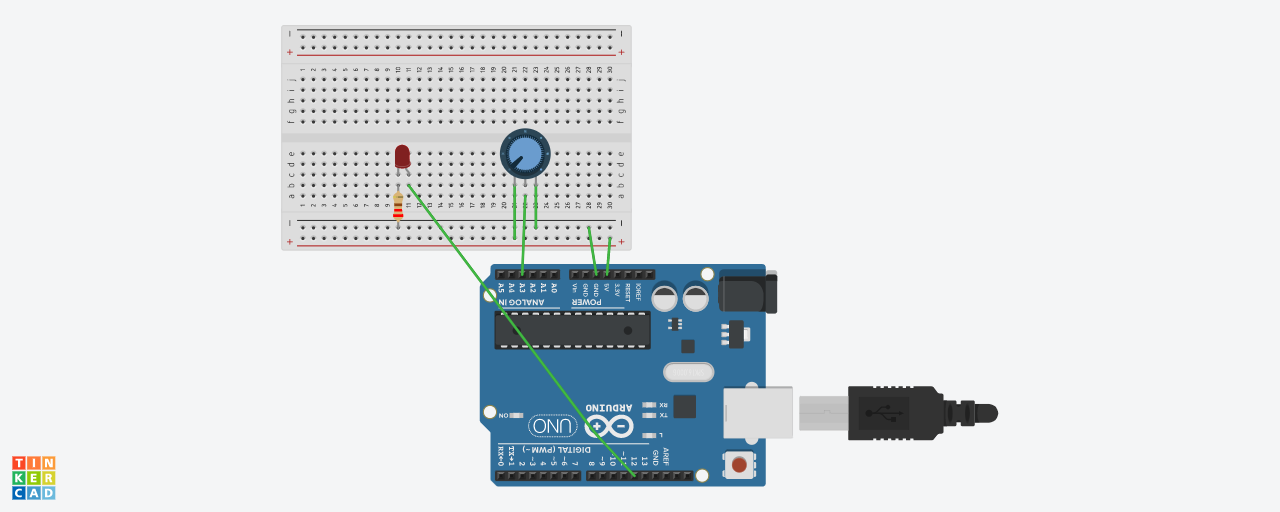 1 2 3 4 5 6 7 8 9 10 11 12 13 14 15 16 17 18 19 20 21 22 23 24 25 26 27 28 29 30
j j
i i
h h
g g
f f
e e
d d
c c
b b
a a
1 2 3 4 5 6 7 8 9 10 11 12 13 14 15 16 17 18 19 20 21 22 23 24 25 26 27 28 29 30
A5 A4 A3 A2 A1 A0 Vin GND GND 5V 3.3V RESET IOREF
ANALOG IN POWER
RX
TX
ON
L
ARDUINO
UNO
DIGITAL (PWM~)
RX←0 TX→1 2 ~3 4 ~5 ~6 7 8 ~9 ~10 ~11 12 13 GND AREF
TIN
KER
CAD